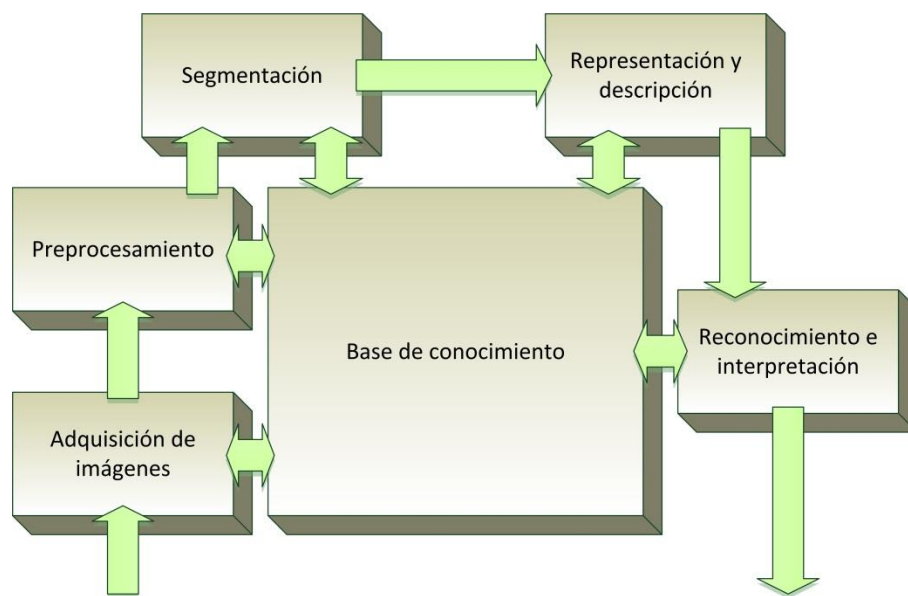 Segmentación
Representación y
descripción
Preprocesamiento
Base de conocimiento
Reconocimiento e
interpretación
Adquisición de
imágenes